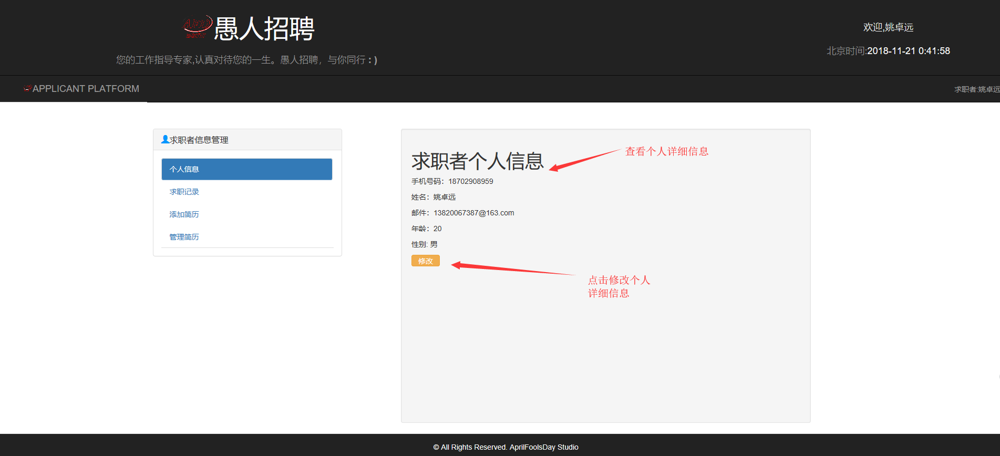 愚人招聘
您的工作指导专家,认真对待您的一生。愚人招聘，与你同行 : )
欢迎,姚卓远
北京时间:2018-11-21 0:41:58
APPLICANT PLATFORM
求职者:姚卓远
求职者信息管理
个人信息
求职记录
添加简历
管理简历
求职者个人信息
查看个人详细信息
手机号码：18702908959
姓名：姚卓远
邮件：13820067387@163.com
年龄：20
性别: 男
修改
点击修改个人
详细信息
© All Rights Reserved. AprilFoolsDay Studio